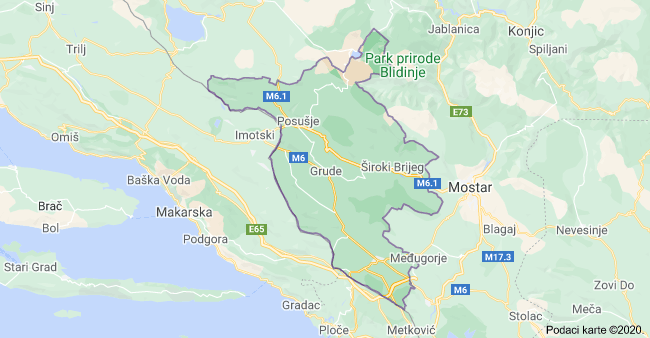 Sinj
Trilj
Jablanica
Konjic
Spiljani
Park prirode
Blidinje
M6.1
E73
Posušje
Imotski
Omiš
M6
Grude
Široki Brijeg
M6.1
Mostar
Baška Voda
Brač
Bol
Makarska
Podgora
E65
Blagaj
Nevesinje
Stari Grad
Međugorje
M17.3
M6
Zovi Do
Gradac
Stolac
Meča
Ploče
Metković
Podaci karte ©2020